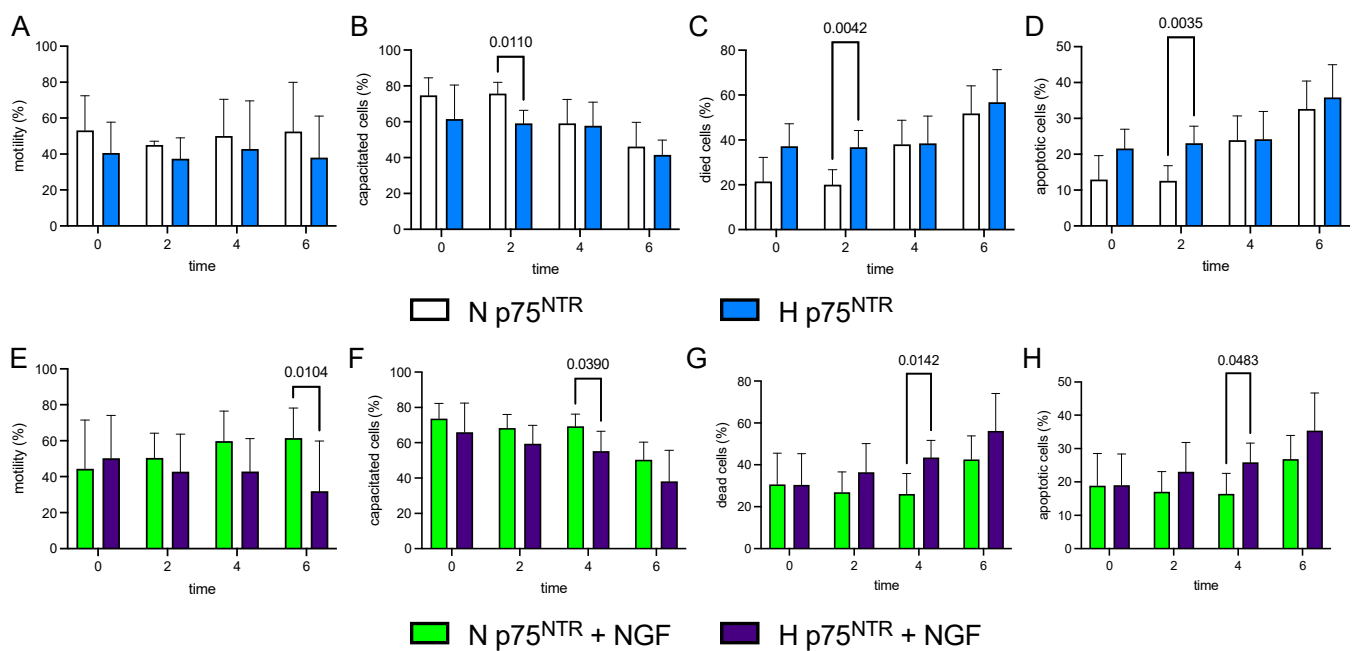 A
motility (%)
100
80
60
40
20
0
0 2 4 6
time
B
capacitated cells (%)
100
80
60
40
20
0
0.0110
0 2 4 6
time
C
died cells (%)
80
60
40
20
0
0.0042
0 2 4 6
time
D
apoptotic cells (%)
50
40
30
20
10
0
0.0035
0 2 4 6
time
N p75NTR
H p75NTR
E
motility (%)
100
80
60
40
20
0
0.0104
0 2 4 6
time
F
capacitated cells (%)
100
80
60
40
20
0
0.0390
0 2 4 6
time
G
dead cells (%)
80
60
40
20
0
0.0142
0 2 4 6
time
H
apoptotic cells (%)
50
40
30
20
10
0
0.0483
0 2 4 6
time
N p75NTR + NGF
H p75NTR + NGF